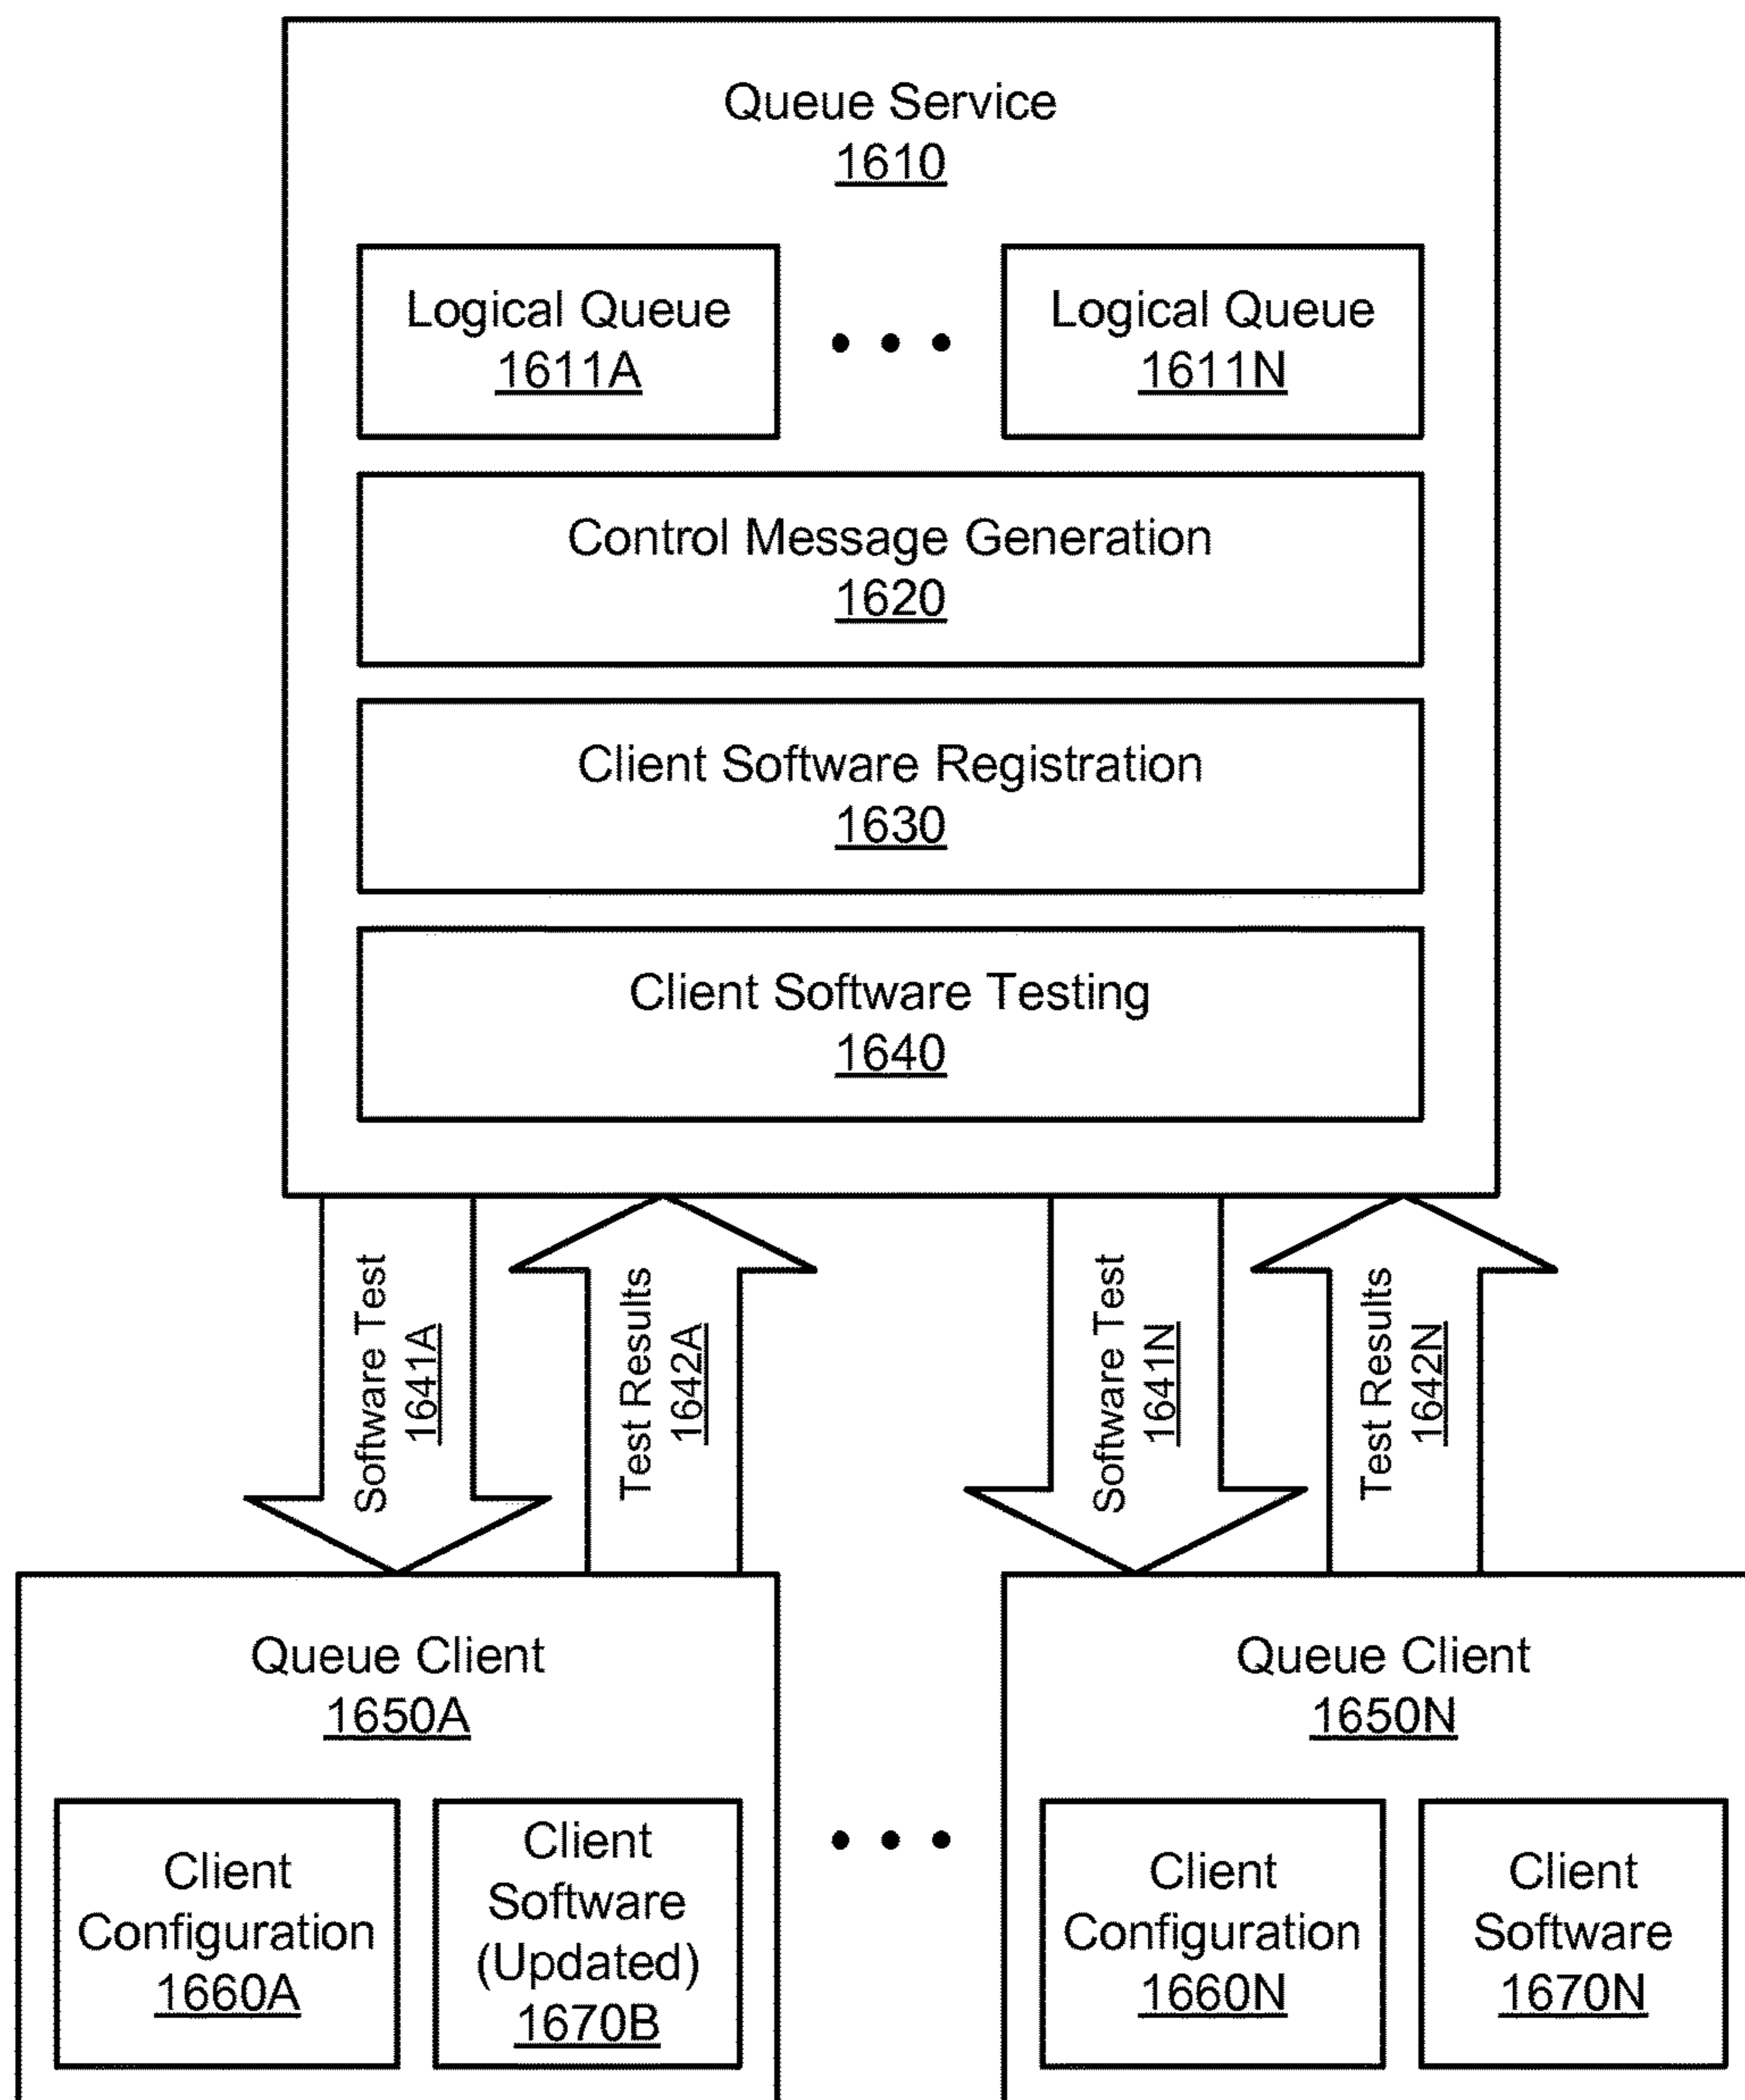 Queue Service
1610
Logical Queue
1611A
Logical Queue
1611N
Control Message Generation
1620
Client Software Registration
1630
Client Software Testing
1640
Software Test
1641A
Test Results
1642A
Software Test
1641N
Test Results
1642N
Queue Client
1650A
Client
Configuration
1660A
Client
Software
(Updated)
1670B
Queue Client
1650N
Client
Configuration
1660N
Client
Software
1670N